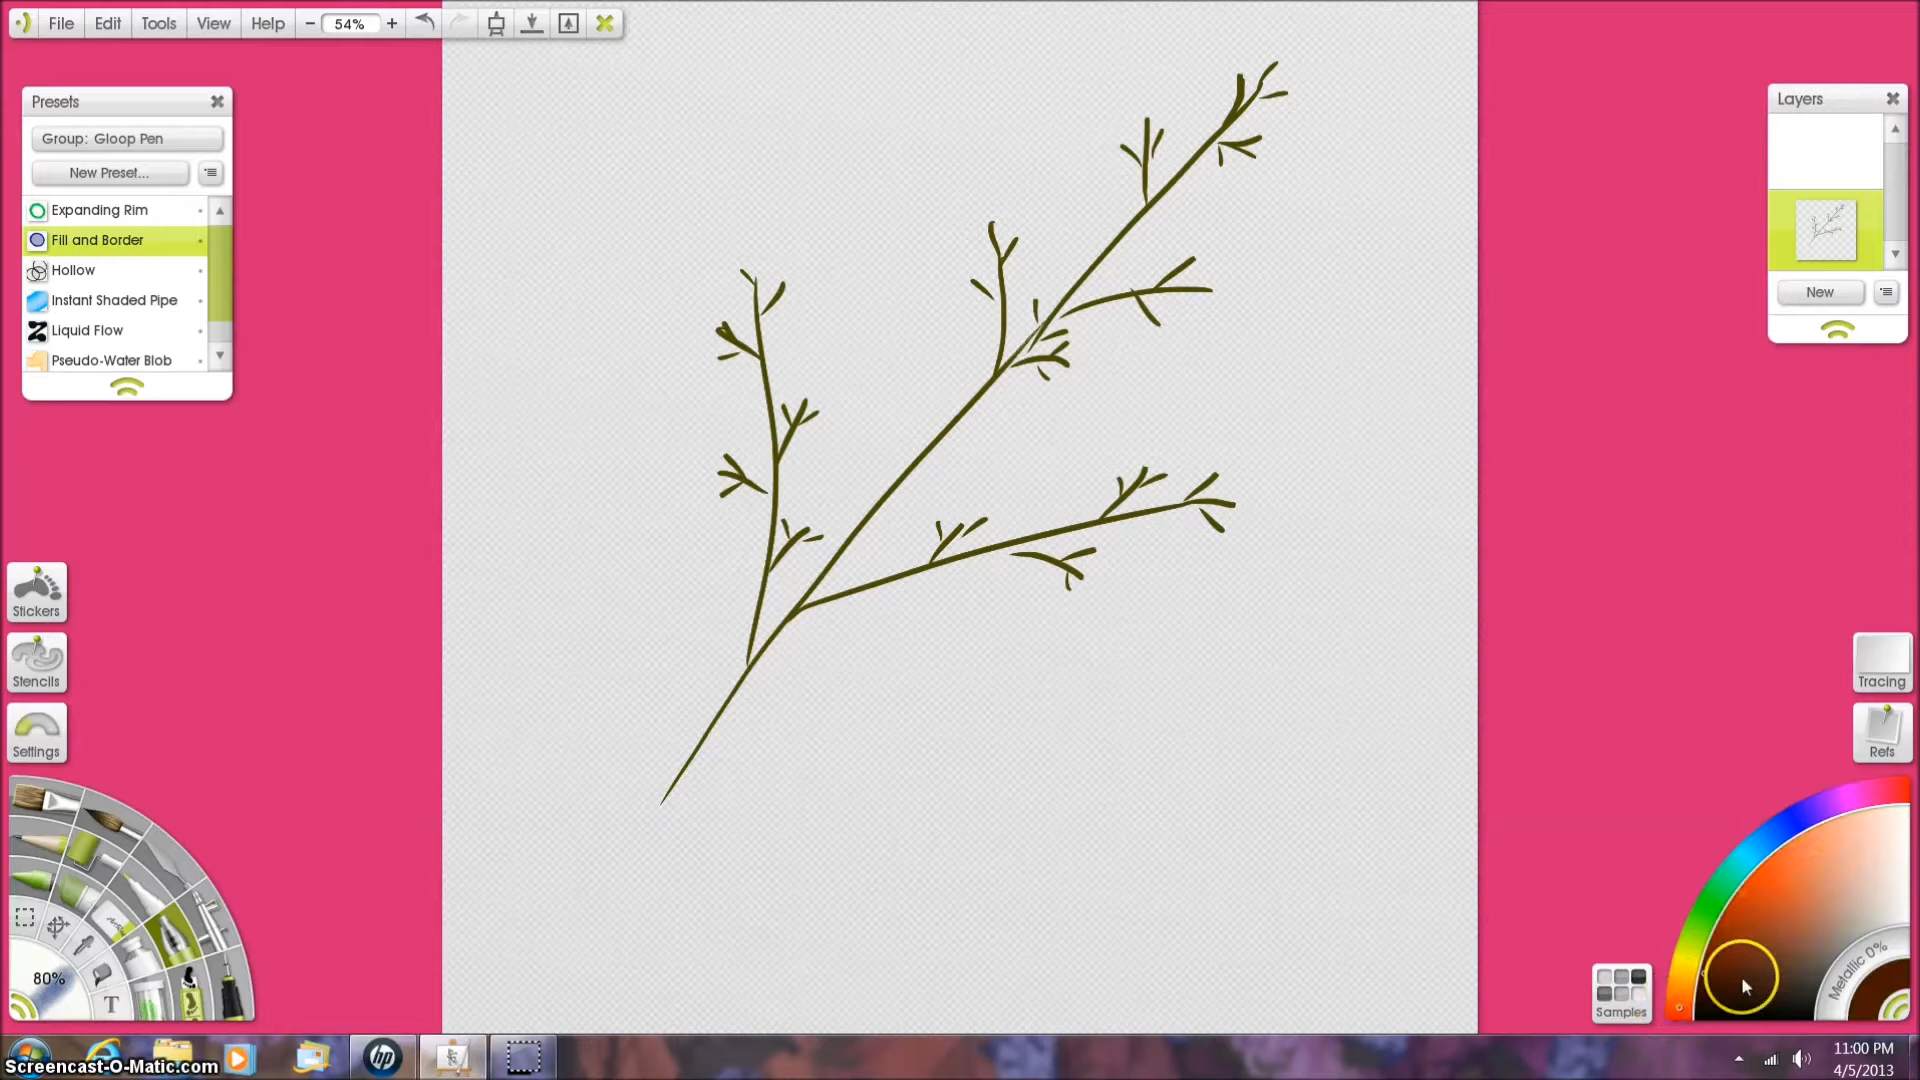 File Edit Tools View Help − 54% +
Presets
Group: Gloop Pen
New Preset...
Expanding Rim
Fill and Border
Hollow
Instant Shaded Pipe
Liquid Flow
Pseudo-Water Blob
Layers
New
Stickers
Stencils
Settings
80%
T
Tracing
Refs
Metallic 0%
Samples
hp
Screencast-O-Matic.com
11:00 PM
4/5/2013